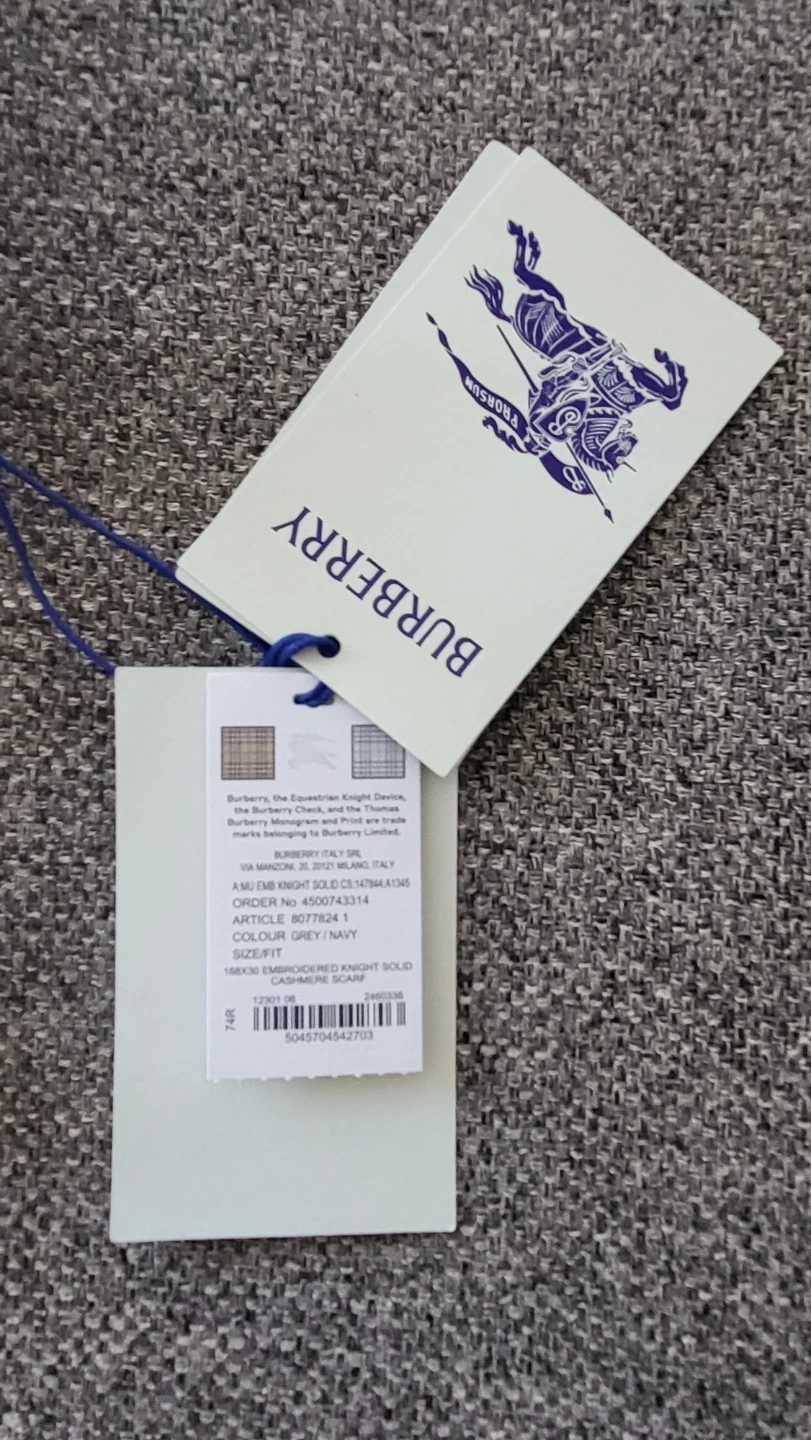 PRORSUM
BURBERRY
Burberry, the Equestrian Knight Device,
the Burberry Check, and the Thomas
Burberry Monogram and Print are trade
marks belonging to Burberry Limited.
BURBERRY ITALY SRL
VIA MANZONI, 20, 20121 MILANO, ITALY
A:MU EMB KNIGHT SOLID CS:147844:A1345
ORDER No 4500743314
ARTICLE 8077824 1
COLOUR GREY / NAVY
SIZE/FIT
168X30 EMBROIDERED KNIGHT SOLID
CASHMERE SCARF
12301 06 2460336
74R
5045704542703